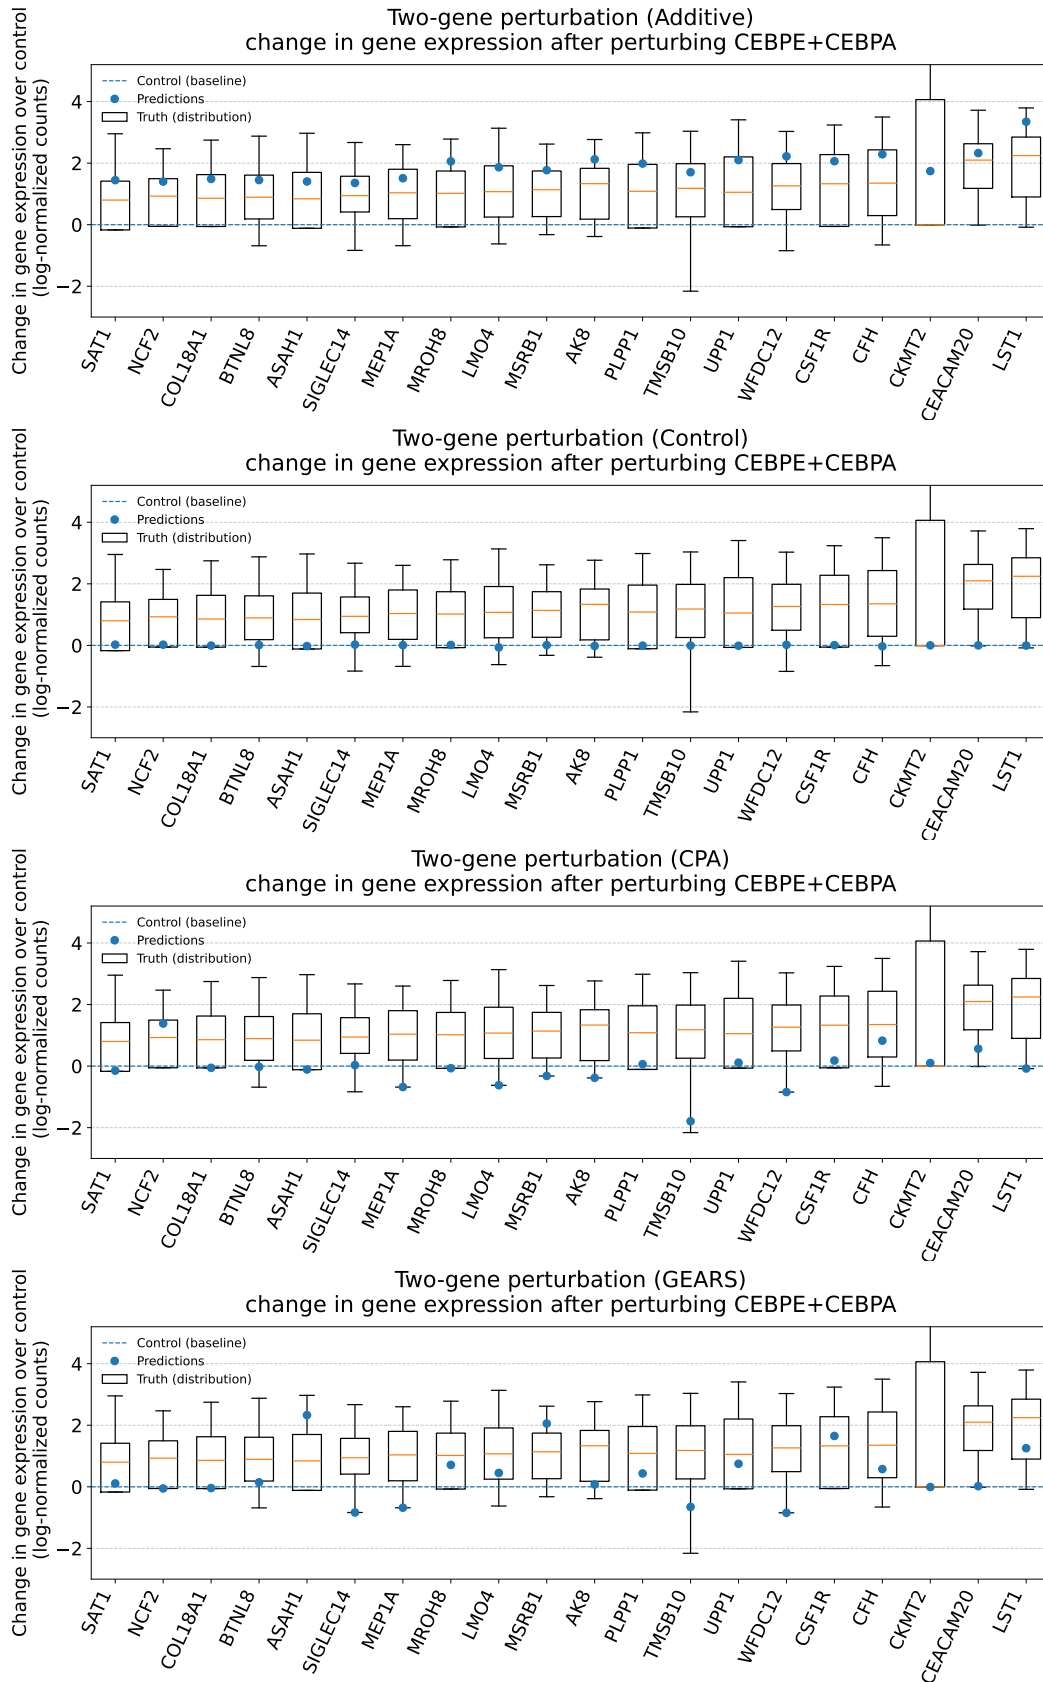 Two-gene perturbation (Additive)
change in gene expression after perturbing CEBPE+CEBPA
Change in gene expression over control
(log-normalized counts)
4
2
0
−2
Control (baseline)
Predictions
Truth (distribution)
SAT1
NCF2
COL18A1
BTNL8
ASAH1
SIGLEC14
MEP1A
MROH8
LMO4
MSRB1
AK8
PLPP1
TMSB10
UPP1
WFDC12
CSF1R
CFH
CKMT2
CEACAM20
LST1
Two-gene perturbation (Control)
change in gene expression after perturbing CEBPE+CEBPA
Change in gene expression over control
(log-normalized counts)
4
2
0
−2
Control (baseline)
Predictions
Truth (distribution)
SAT1
NCF2
COL18A1
BTNL8
ASAH1
SIGLEC14
MEP1A
MROH8
LMO4
MSRB1
AK8
PLPP1
TMSB10
UPP1
WFDC12
CSF1R
CFH
CKMT2
CEACAM20
LST1
Two-gene perturbation (CPA)
change in gene expression after perturbing CEBPE+CEBPA
Change in gene expression over control
(log-normalized counts)
4
2
0
−2
Control (baseline)
Predictions
Truth (distribution)
SAT1
NCF2
COL18A1
BTNL8
ASAH1
SIGLEC14
MEP1A
MROH8
LMO4
MSRB1
AK8
PLPP1
TMSB10
UPP1
WFDC12
CSF1R
CFH
CKMT2
CEACAM20
LST1
Two-gene perturbation (GEARS)
change in gene expression after perturbing CEBPE+CEBPA
Change in gene expression over control
(log-normalized counts)
4
2
0
−2
Control (baseline)
Predictions
Truth (distribution)
SAT1
NCF2
COL18A1
BTNL8
ASAH1
SIGLEC14
MEP1A
MROH8
LMO4
MSRB1
AK8
PLPP1
TMSB10
UPP1
WFDC12
CSF1R
CFH
CKMT2
CEACAM20
LST1